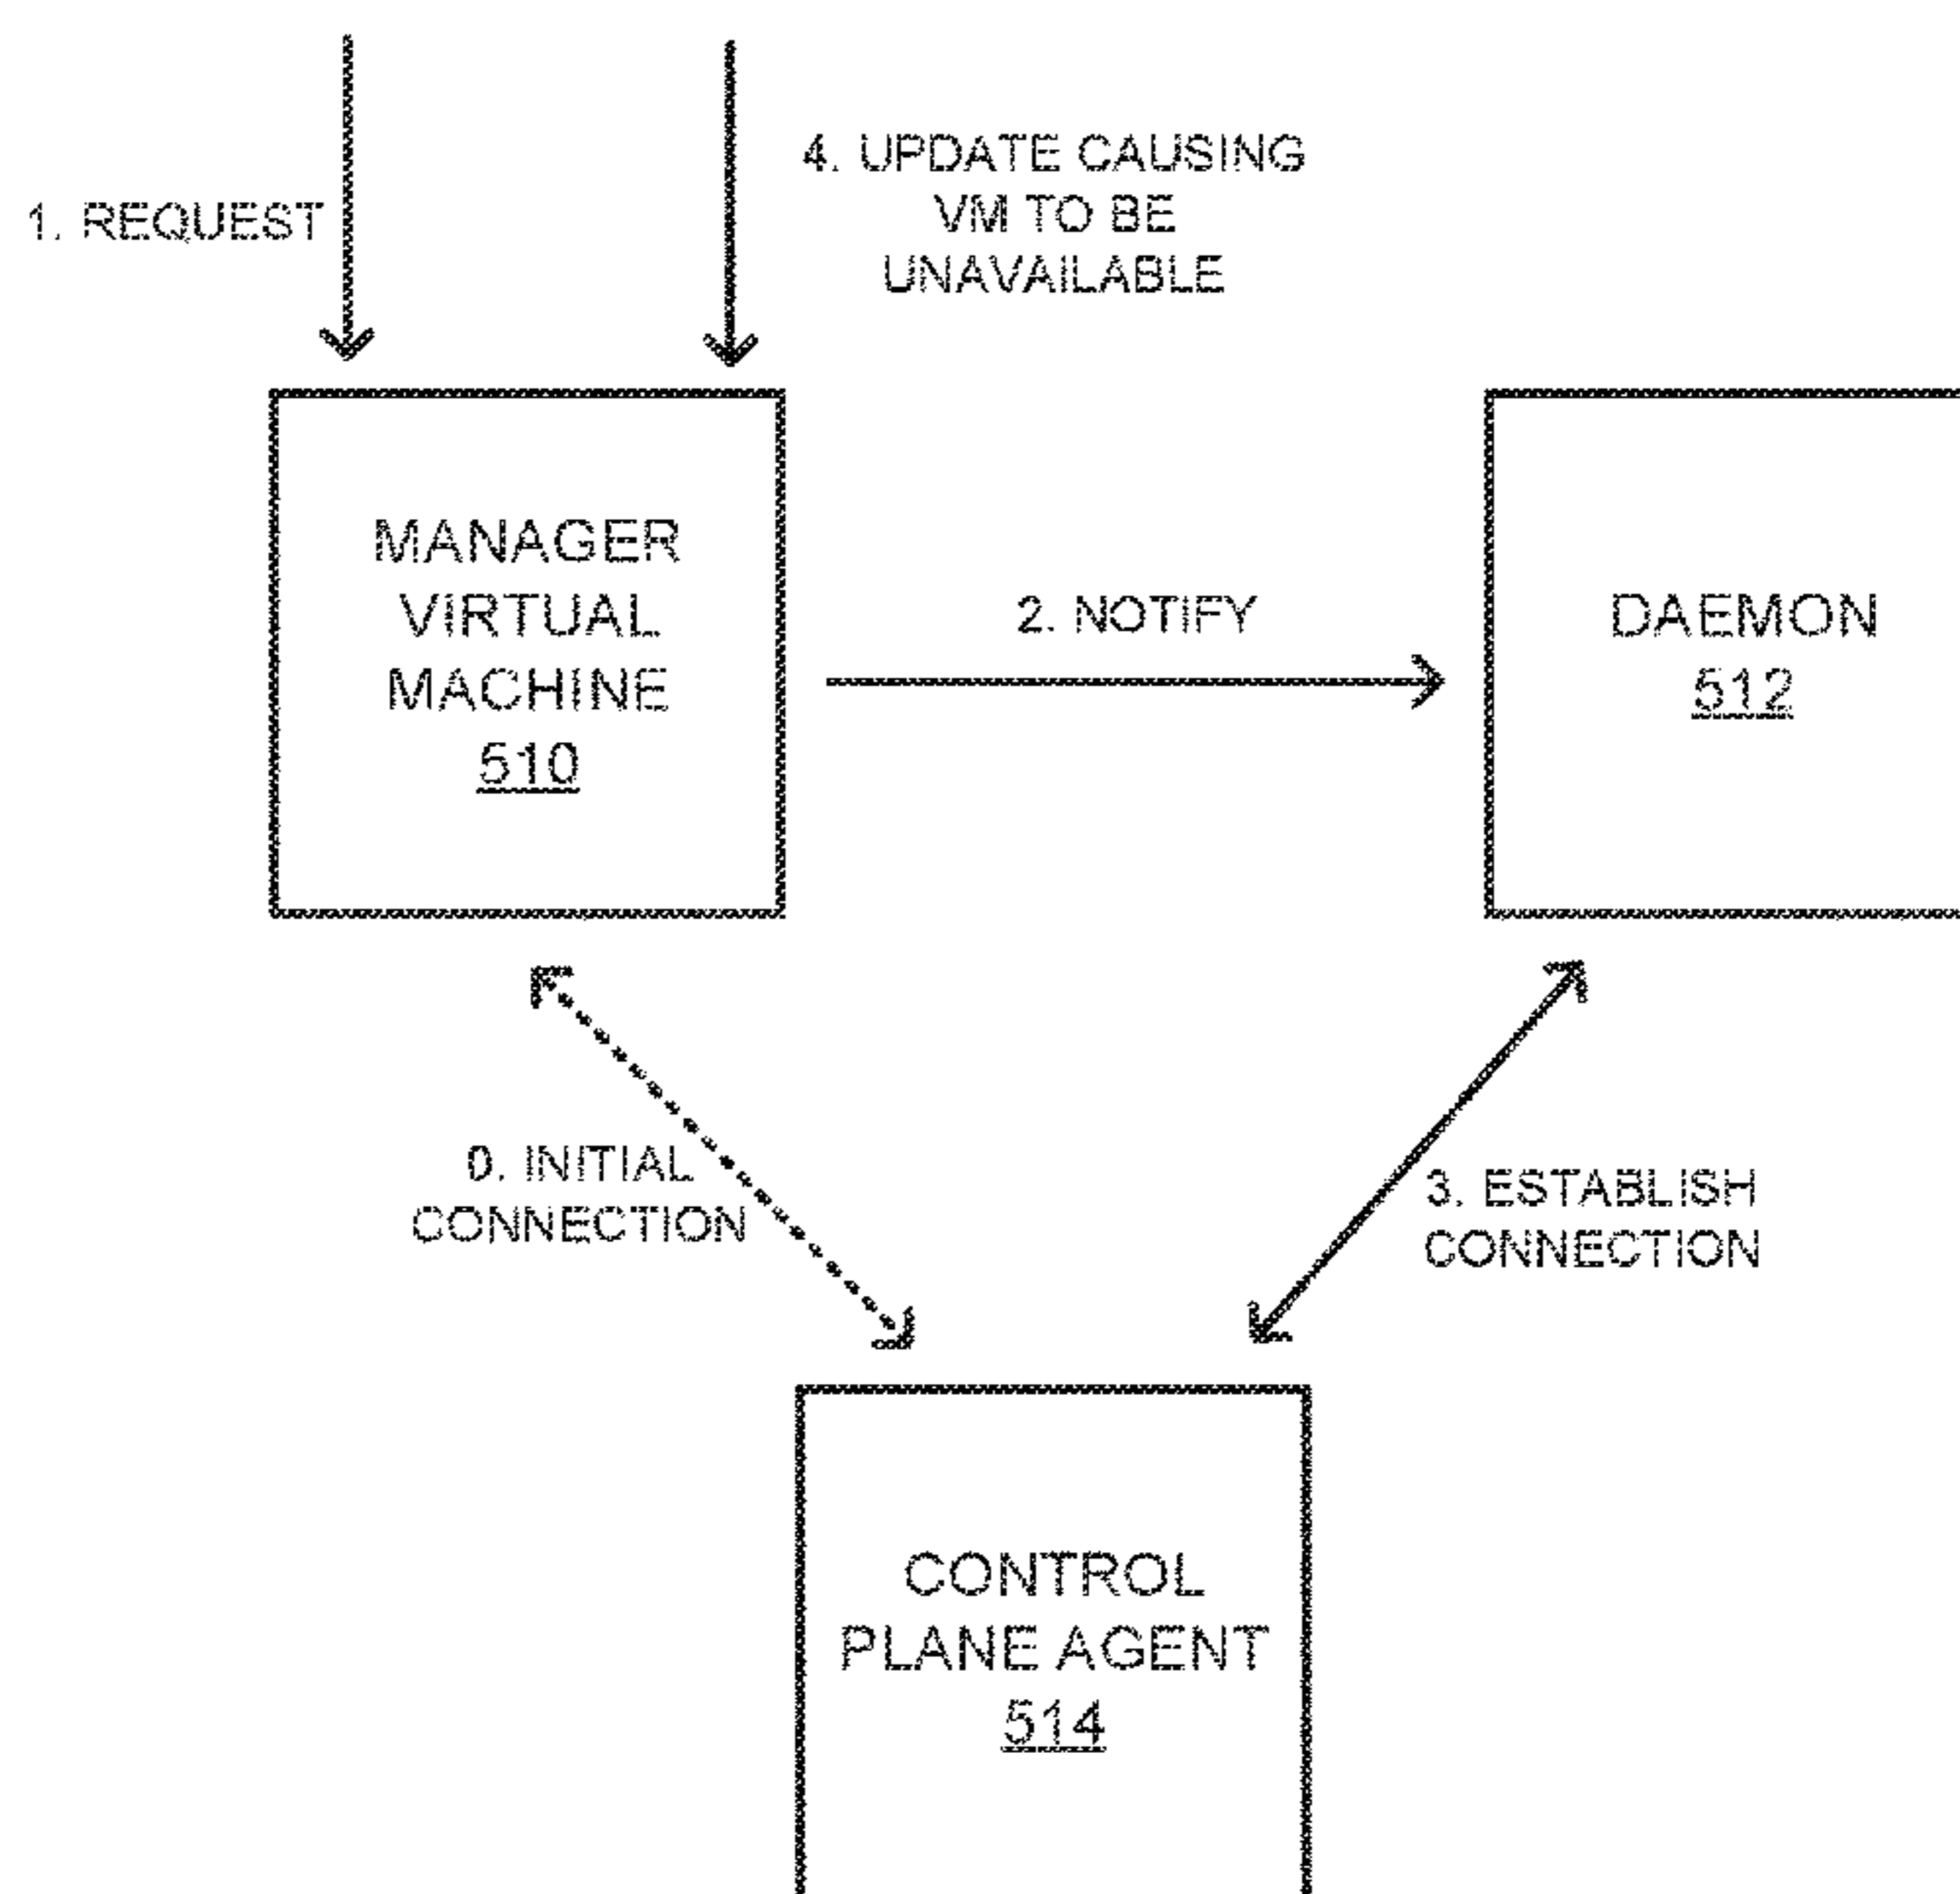 1. REQUEST
4. UPDATE CAUSING
VM TO BE
UNAVAILABLE
MANAGER
VIRTUAL
MACHINE
510
2. NOTIFY
DAEMON
512
0. INITIAL
CONNECTION
3. ESTABLISH
CONNECTION
CONTROL
PLANE AGENT
514